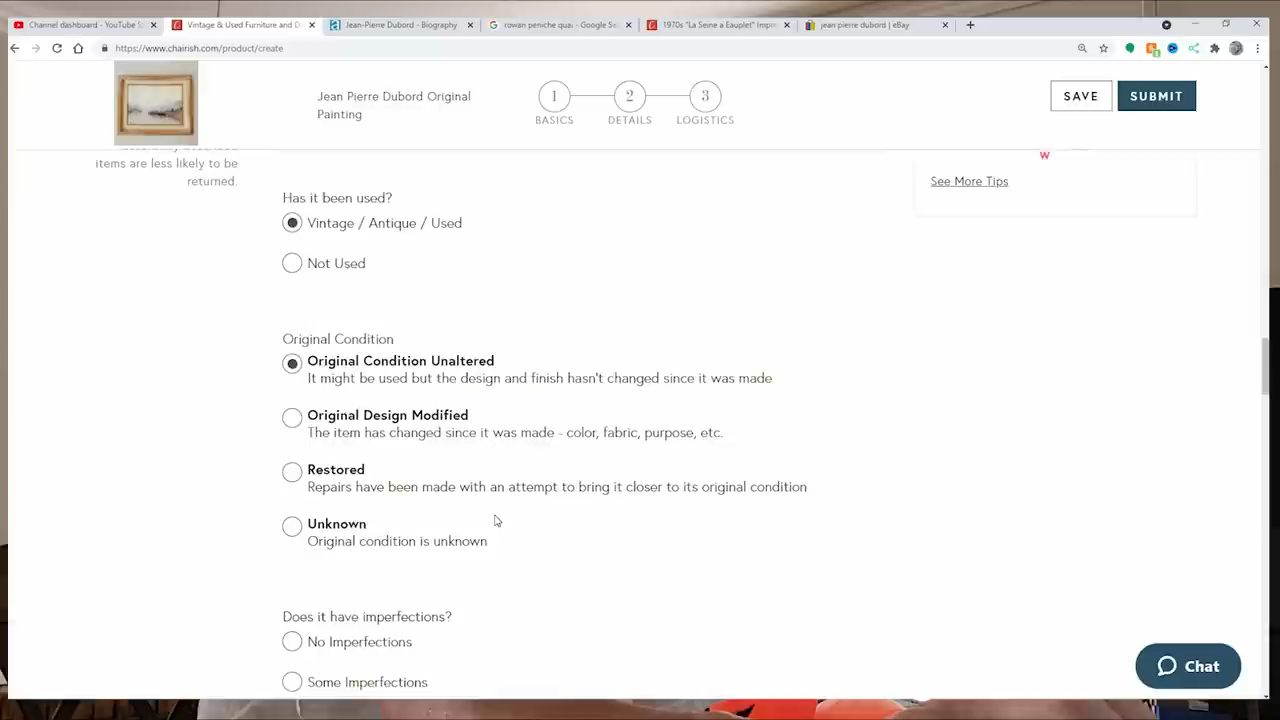 Channel dashboard - YouTube S
Vintage & Used Furniture and D
Jean-Pierre Dubord - Biography
rowan peniche quai - Google Se
1970s "La Seine a Eauplet" Impre
jean pierre dubord | eBay
https://www.chairish.com/product/create
Jean Pierre Dubord Original
Painting
1
2
3
BASICS
DETAILS
LOGISTICS
SAVE
SUBMIT
items are less likely to be
returned.
W
See More Tips
Has it been used?
Vintage / Antique / Used
Not Used
Original Condition
Original Condition Unaltered
It might be used but the design and finish hasn't changed since it was made
Original Design Modified
The item has changed since it was made - color, fabric, purpose, etc.
Restored
Repairs have been made with an attempt to bring it closer to its original condition
Unknown
Original condition is unknown
Does it have imperfections?
No Imperfections
Some Imperfections
Chat